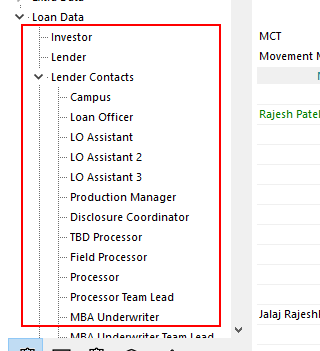 Loan Data
Investor
MCT
Lender
Movement
Lender Contacts
Campus
Loan Officer
Rajesh Patel
LO Assistant
LO Assistant 2
LO Assistant 3
Production Manager
Disclosure Coordinator
TBD Processor
Field Processor
Processor
Processor Team Lead
MBA Underwriter
Jalaj Rajeshk
MBA Underwriter Team Lead